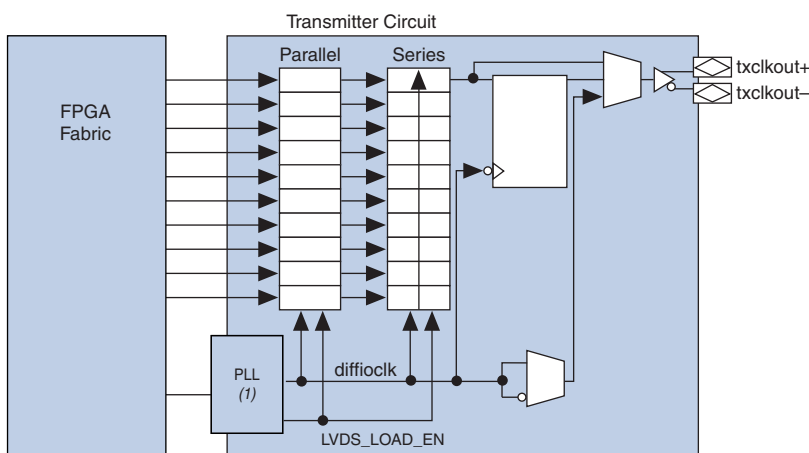 Transmitter Circuit
Parallel
Series
FPGA
Fabric
txclkout+
txclkout–
PLL
(1)
diffioclk
LVDS_LOAD_EN